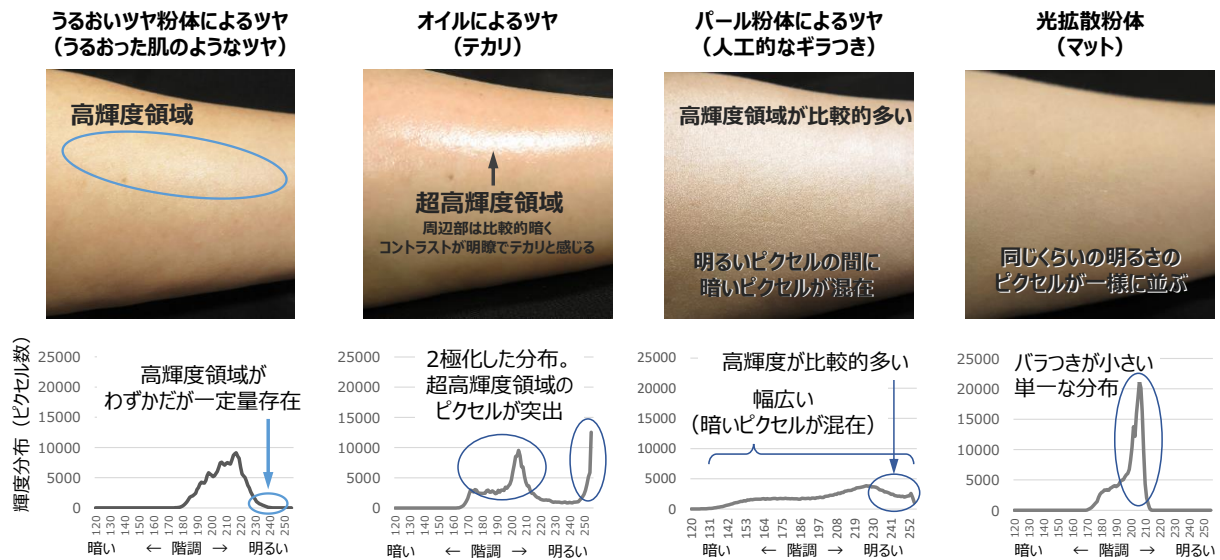 うるおいツヤ粉体によるツヤ
（うるおった肌のようなツヤ）
オイルによるツヤ
（テカリ）
パール粉体によるツヤ
（人工的なギラつき）
光拡散粉体
（マット）
高輝度領域
超高輝度領域
周辺部は比較的暗く
コントラストが明瞭でテカリと感じる
高輝度領域が比較的多い
明るいピクセルの間に
暗いピクセルが混在
同じくらいの明るさの
ピクセルが一様に並ぶ
輝度分布（ピクセル数）
25000
20000
15000
10000
5000
0
高輝度領域が
わずかだが一定量存在
120 130 140 150 160 170 180 190 200 210 220 230 240 250
暗い ← 階調 → 明るい
25000
20000
15000
10000
5000
0
2極化した分布。
超高輝度領域の
ピクセルが突出
120 130 140 150 160 170 180 190 200 210 220 230 240 250
暗い ← 階調 → 明るい
25000
20000
15000
10000
5000
0
高輝度が比較的多い
幅広い
（暗いピクセルが混在）
120 131 142 153 164 175 186 197 208 219 230 241 252
暗い ← 階調 → 明るい
25000
20000
15000
10000
5000
0
バラつきが小さい
単一な分布
120 130 140 150 160 170 180 190 200 210 220 230 240 250
暗い ← 階調 → 明るい